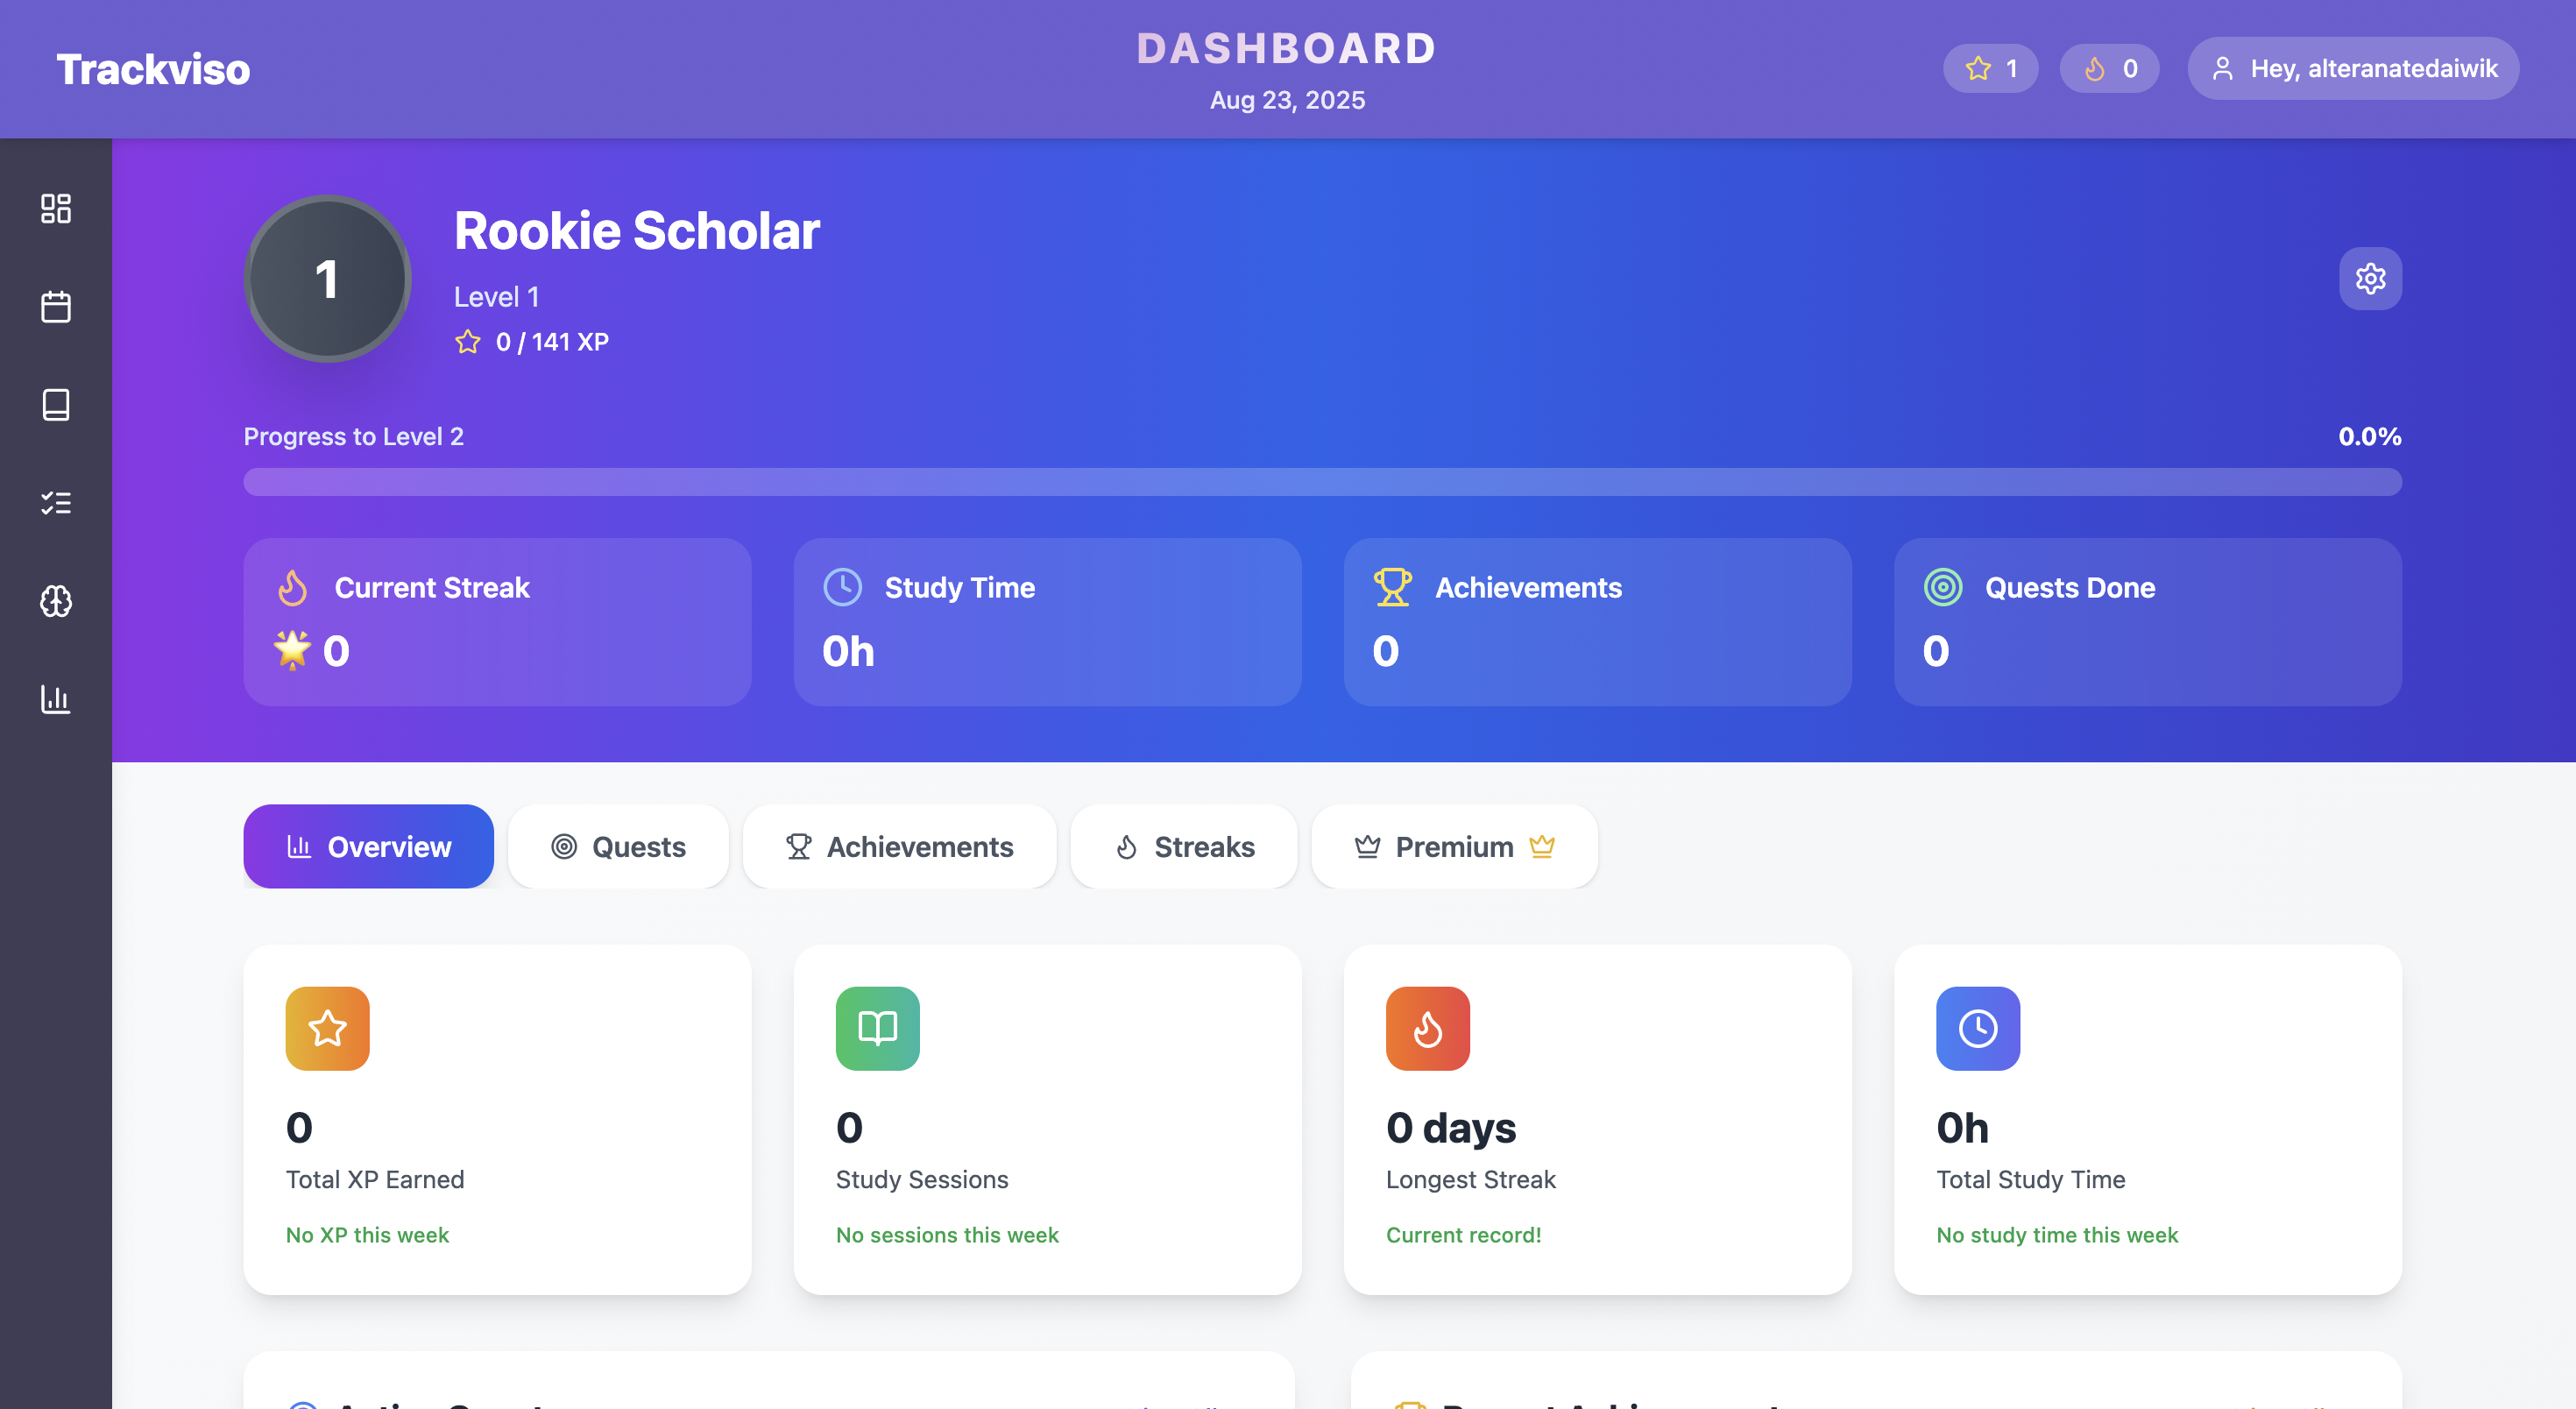 Trackviso
DASHBOARD
Aug 23, 2025
1
0
Hey, alteranatedaiwik
1
Rookie Scholar
Level 1
0 / 141 XP
Progress to Level 2
0.0%
Current Streak
0
Study Time
0h
Achievements
0
Quests Done
0
Overview
Quests
Achievements
Streaks
Premium
0
Total XP Earned
No XP this week
0
Study Sessions
No sessions this week
0 days
Longest Streak
Current record!
0h
Total Study Time
No study time this week